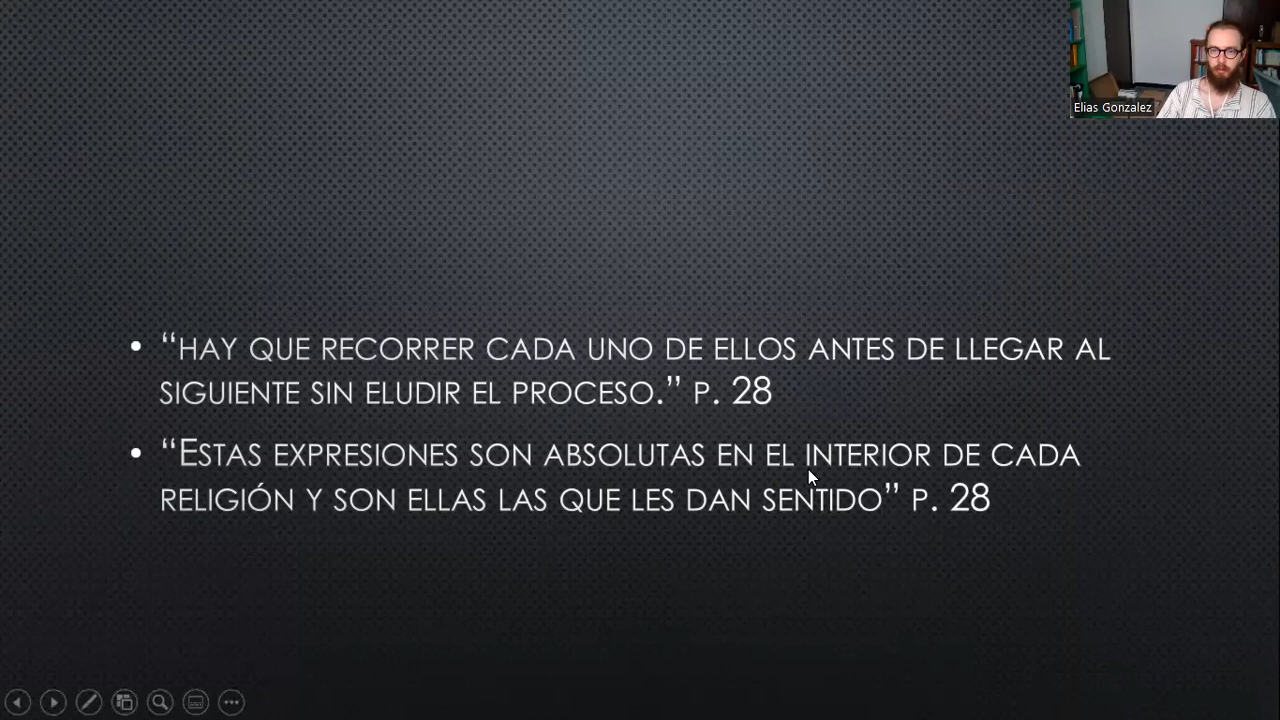 Elias Gonzalez
• “HAY QUE RECORRER CADA UNO DE ELLOS ANTES DE LLEGAR AL
SIGUIENTE SIN ELUDIR EL PROCESO.” P. 28
• “ESTAS EXPRESIONES SON ABSOLUTAS EN EL INTERIOR DE CADA
RELIGIÓN Y SON ELLAS LAS QUE LES DAN SENTIDO” P. 28